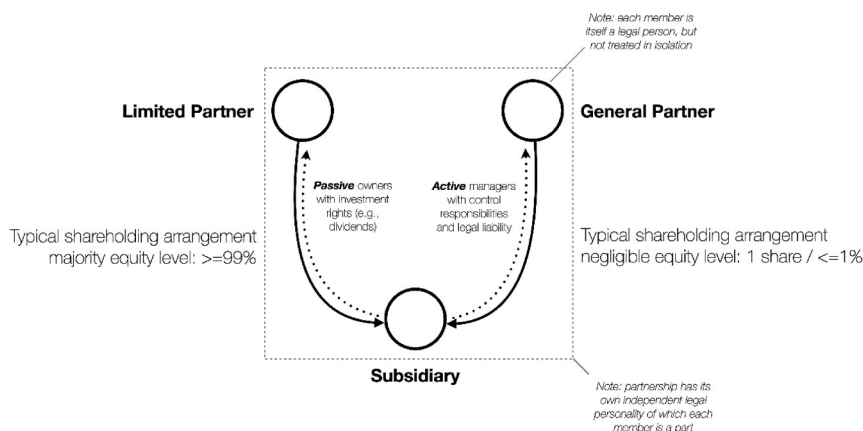 Note: each member is
itself a legal person, but
not treated in isolation
Limited Partner
General Partner
Passive owners
with investment
rights (e.g.,
dividends)
Active managers
with control
responsibilities
and legal liability
Typical shareholding arrangement
majority equity level: >=99%
Typical shareholding arrangement
negligible equity level: 1 share / <=1%
Subsidiary
Note: partnership has its
own independent legal
personality of which each
member is a part